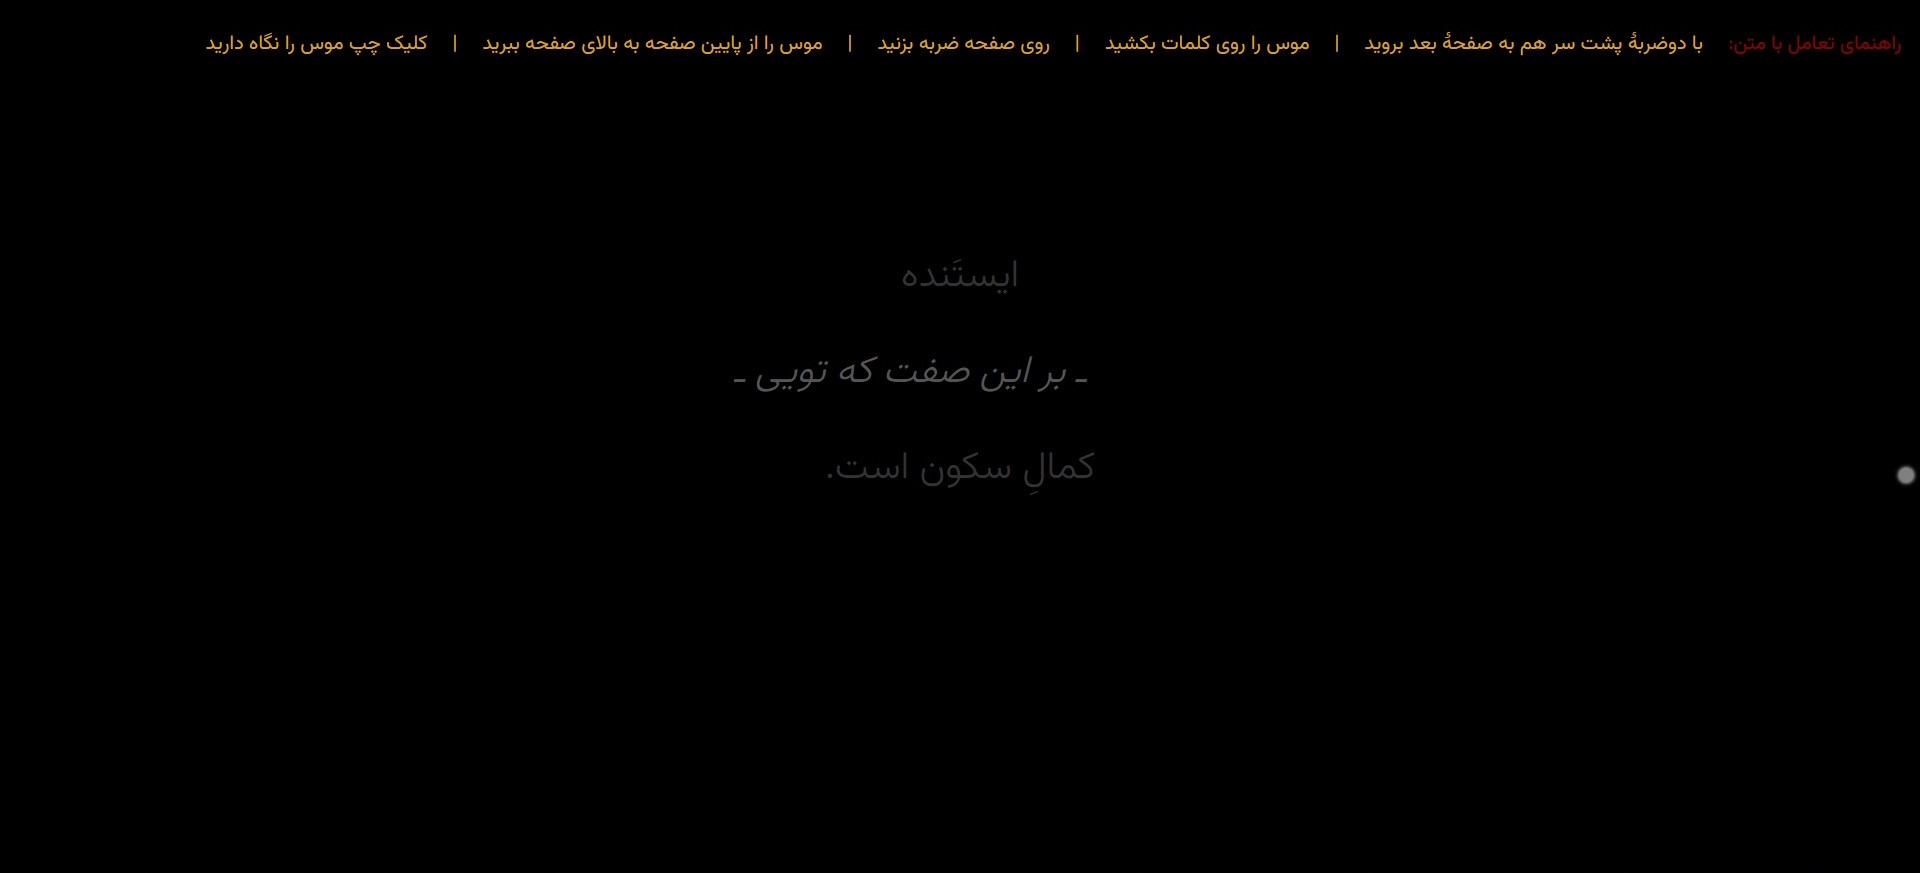 راهنمای تعامل با متن: با دوضربهٔ پشت سر هم به صفحهٔ بعد بروید | موس را روی کلمات بکشید | روی صفحه ضربه بزنید | موس را از پایین صفحه به بالای صفحه ببرید | کلیک چپ موس را نگاه دارید
ایستَنده
ـ بر این صفت که تویی ـ
کمالِ سکون است.